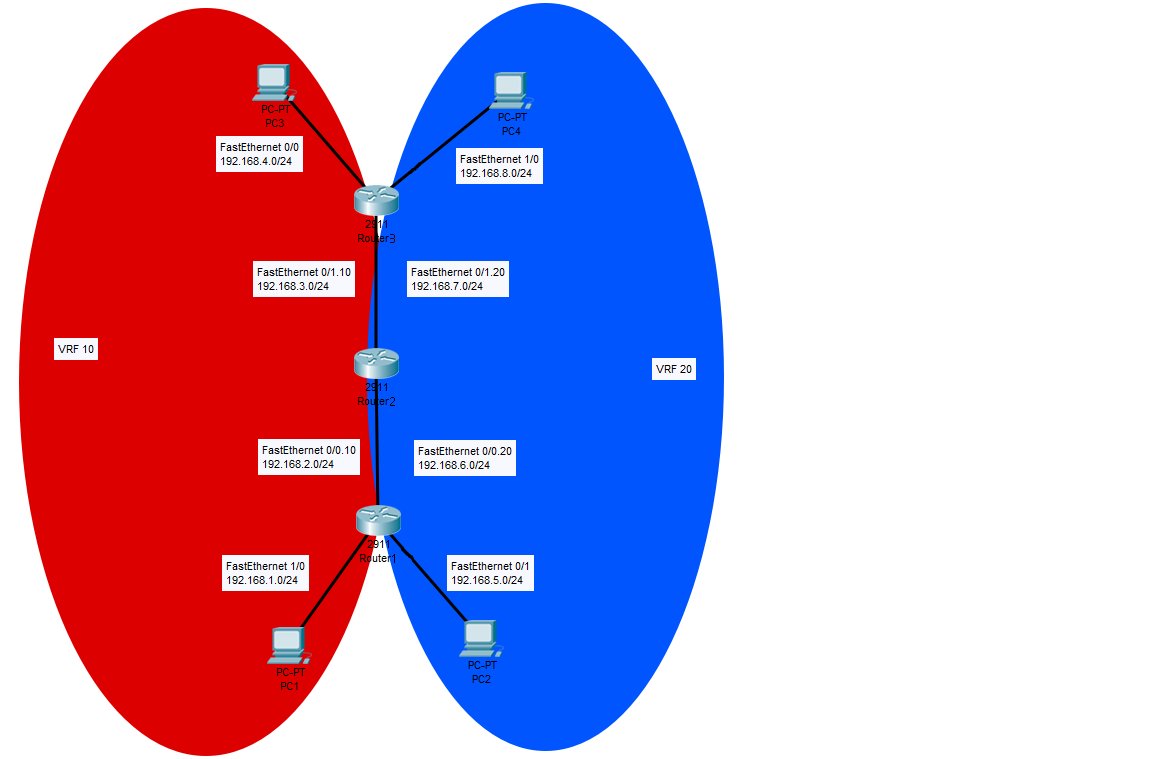 PC-PT
PC3
PC-PT
PC4
FastEthernet 0/0
192.168.4.0/24
FastEthernet 1/0
192.168.8.0/24
2911
Router3
FastEthernet 0/1.10
192.168.3.0/24
FastEthernet 0/1.20
192.168.7.0/24
VRF 10
VRF 20
2911
Router2
FastEthernet 0/0.10
192.168.2.0/24
FastEthernet 0/0.20
192.168.6.0/24
2911
Router1
FastEthernet 1/0
192.168.1.0/24
FastEthernet 0/1
192.168.5.0/24
PC-PT
PC1
PC-PT
PC2